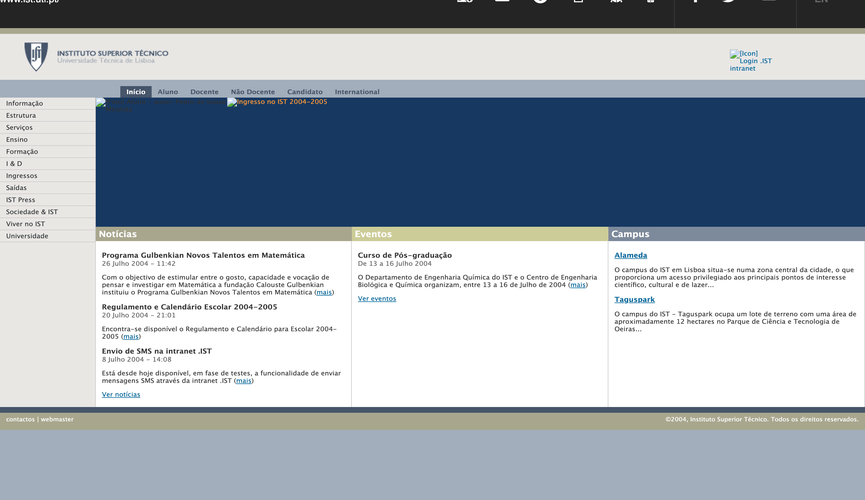 www.ist.utl.pt/
EN
INSTITUTO SUPERIOR TÉCNICO
Universidade Técnica de Lisboa
[Icon]
Login .IST
intranet
Início Aluno Docente Não Docente Candidato International
Informação
Estrutura
Serviços
Ensino
Formação
I & D
Ingressos
Saídas
IST Press
Sociedade & IST
Viver no IST
Universidade
Ingresso no IST 2004-2005
Notícias
Programa Gulbenkian Novos Talentos em Matemática
26 Julho 2004 - 11:42
Com o objectivo de estimular entre o gosto, capacidade e vocação de
pensar e investigar em Matemática a fundação Calouste Gulbenkian
instituiu o Programa Gulbenkian Novos Talentos em Matemática (mais)
Regulamento e Calendário Escolar 2004-2005
20 Julho 2004 - 21:01
Encontra-se disponível o Regulamento e Calendário para Escolar 2004-
2005 (mais)
Envio de SMS na intranet .IST
8 Julho 2004 - 14:08
Está desde hoje disponível, em fase de testes, a funcionalidade de enviar
mensagens SMS através da intranet .IST (mais)
Ver notícias
Eventos
Curso de Pós-graduação
De 13 a 16 Julho 2004
O Departamento de Engenharia Química do IST e o Centro de Engenharia
Biológica e Química organizam, entre 13 a 16 de Julho de 2004 (mais)
Ver eventos
Campus
Alameda
O campus do IST em Lisboa situa-se numa zona central da cidade, o que
proporciona um acesso privilegiado aos principais pontos de interesse
científico, cultural e de lazer...
Taguspark
O campus do IST - Taguspark ocupa um lote de terreno com uma área de
aproximadamente 12 hectares no Parque de Ciência e Tecnologia de
Oeiras...
contactos | webmaster
©2004, Instituto Superior Técnico. Todos os direitos reservados.